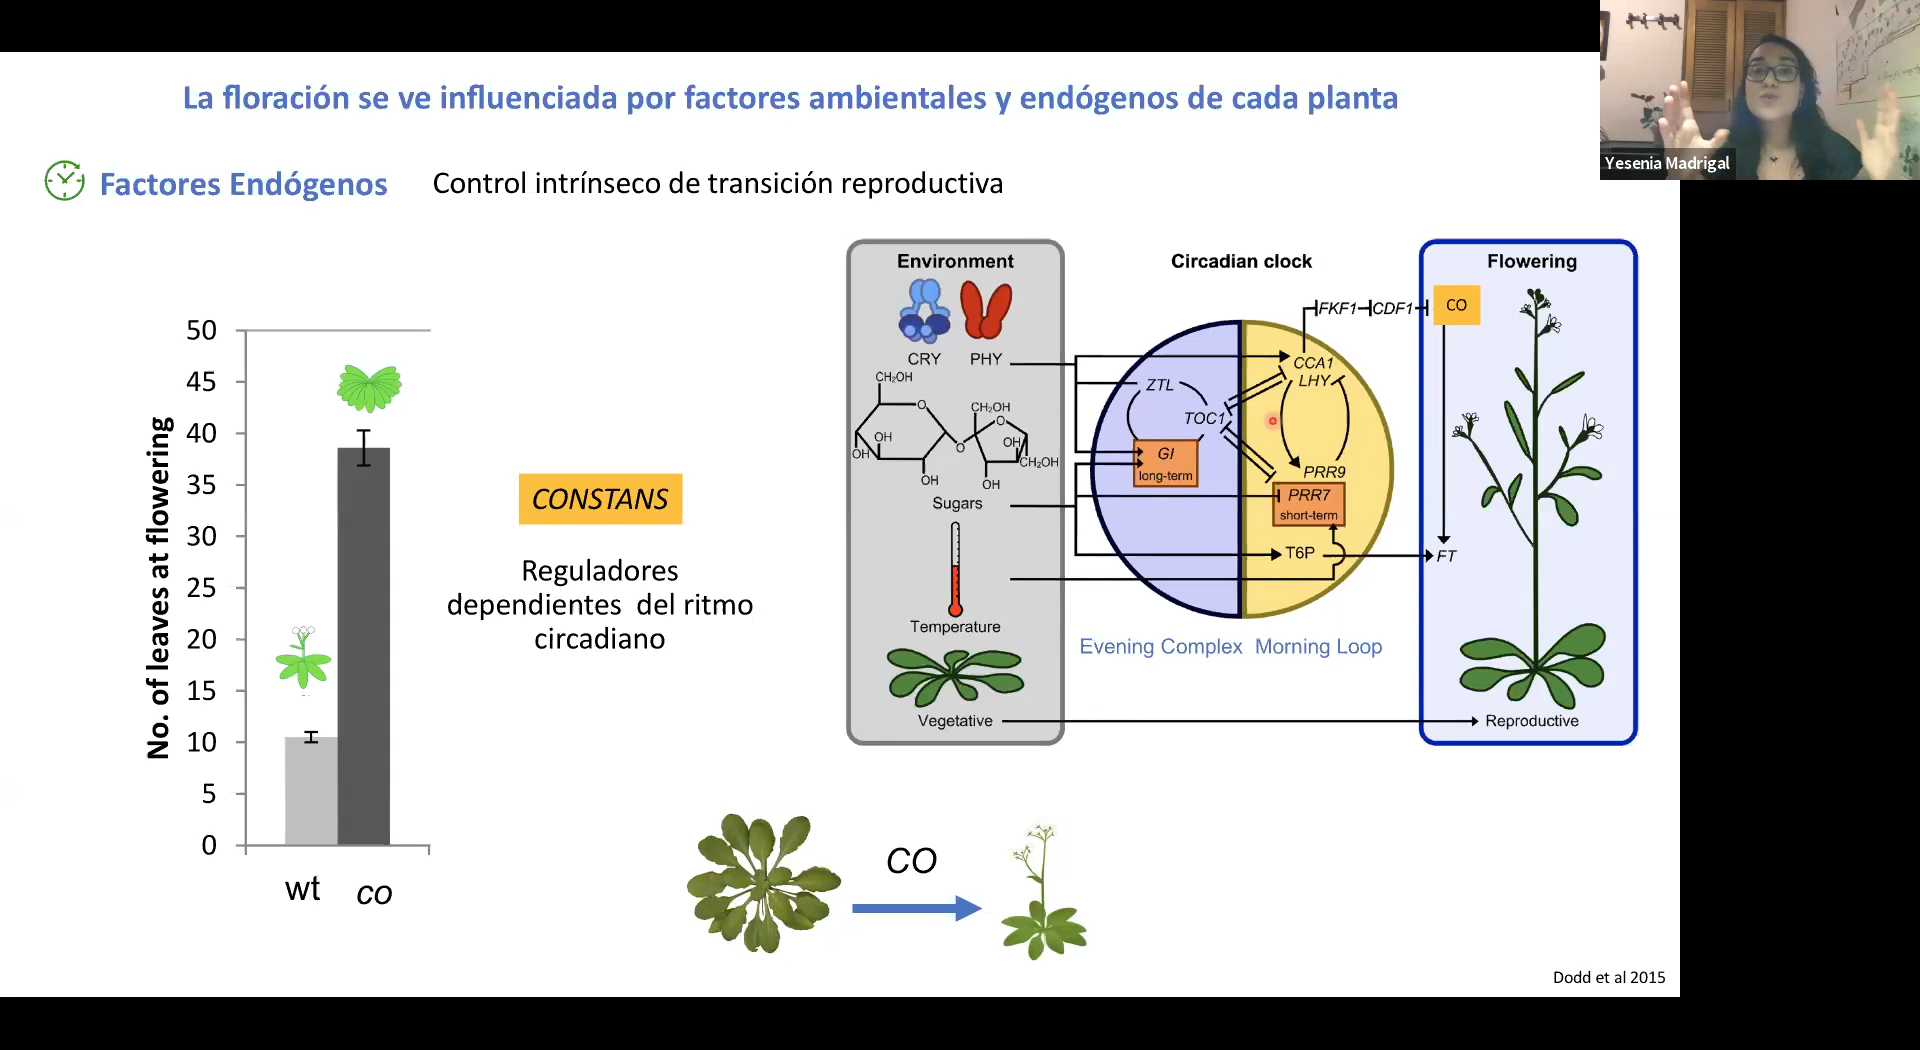 La floración se ve influenciada por factores ambientales y endógenos de cada planta
Yesenia Madrigal
Factores Endógenos
Control intrínseco de transición reproductiva
No. of leaves at flowering
50
45
40
35
30
25
20
15
10
5
0
wt
co
CONSTANS
Reguladores
dependientes del ritmo
circadiano
Environment
CRY PHY
CH₂OH
O
OH
OH
OH
O
CH₂OH
O
OH
CH₂OH
OH
Sugars
Temperature
Vegetative
Circadian clock
FKF1
CDF1
CCA1
LHY
ZTL
TOC1
GI
long-term
PRR9
PRR7
short-term
T6P
Evening Complex Morning Loop
Flowering
CO
FT
Reproductive
CO
Dodd et al 2015